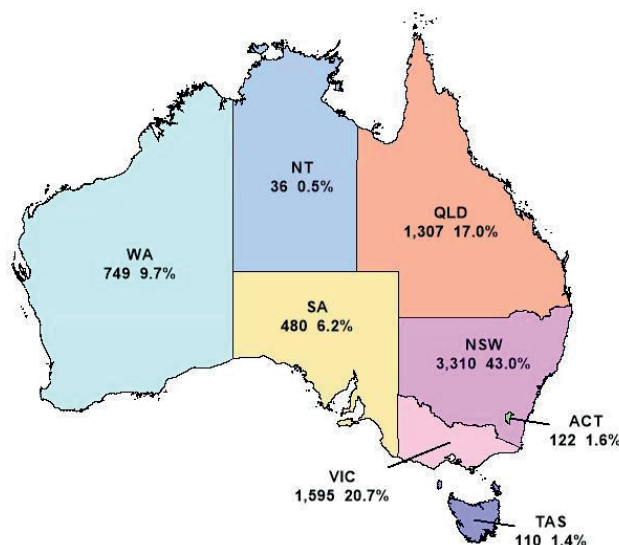 NT
36 0.5%
QLD
1,307 17.0%
WA
749 9.7%
SA
480 6.2%
NSW
3,310 43.0%
ACT
122 1.6%
VIC
1,595 20.7%
TAS
110 1.4%